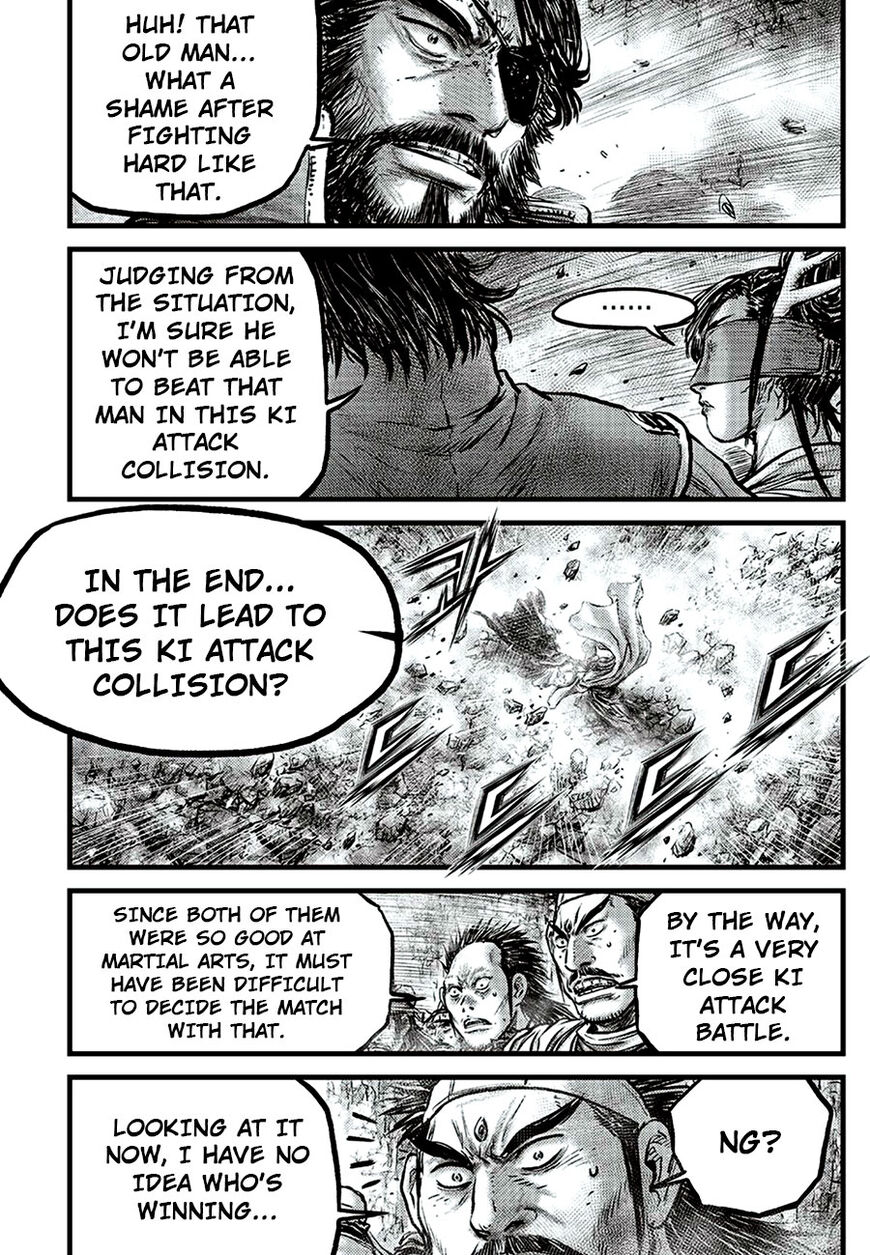 HUH! THAT
OLD MAN...
WHAT A
SHAME AFTER
FIGHTING
HARD LIKE
THAT.
JUDGING FROM
THE SITUATION,
I'M SURE HE
WON'T BE ABLE
TO BEAT THAT
MAN IN THIS KI
ATTACK
COLLISION.
......
IN THE END...
DOES IT LEAD TO
THIS KI ATTACK
COLLISION?
SINCE BOTH OF THEM
WERE SO GOOD AT
MARTIAL ARTS, IT MUST
HAVE BEEN DIFFICULT
TO DECIDE THE MATCH
WITH THAT.
BY THE WAY,
IT'S A VERY
CLOSE KI
ATTACK
BATTLE.
LOOKING AT IT
NOW, I HAVE NO
IDEA WHO'S
WINNING...
NG?